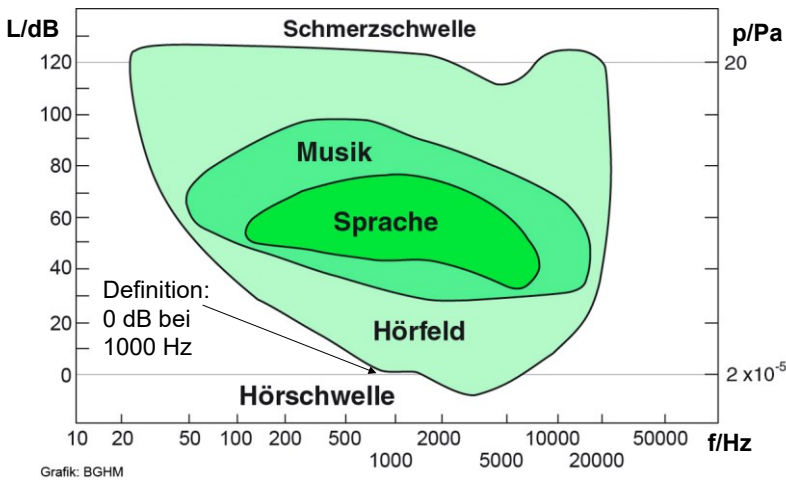 L/dB
Schmerzschwelle
p/Pa
120
20
100
Musik
80
60
Sprache
40
Definition:
0 dB bei
1000 Hz
20
Hörfeld
0
2 x10⁻⁵
Hörschwelle
10 20 50 100 200 500 2000 10000 50000 f/Hz
1000 5000 20000
Grafik: BGHM